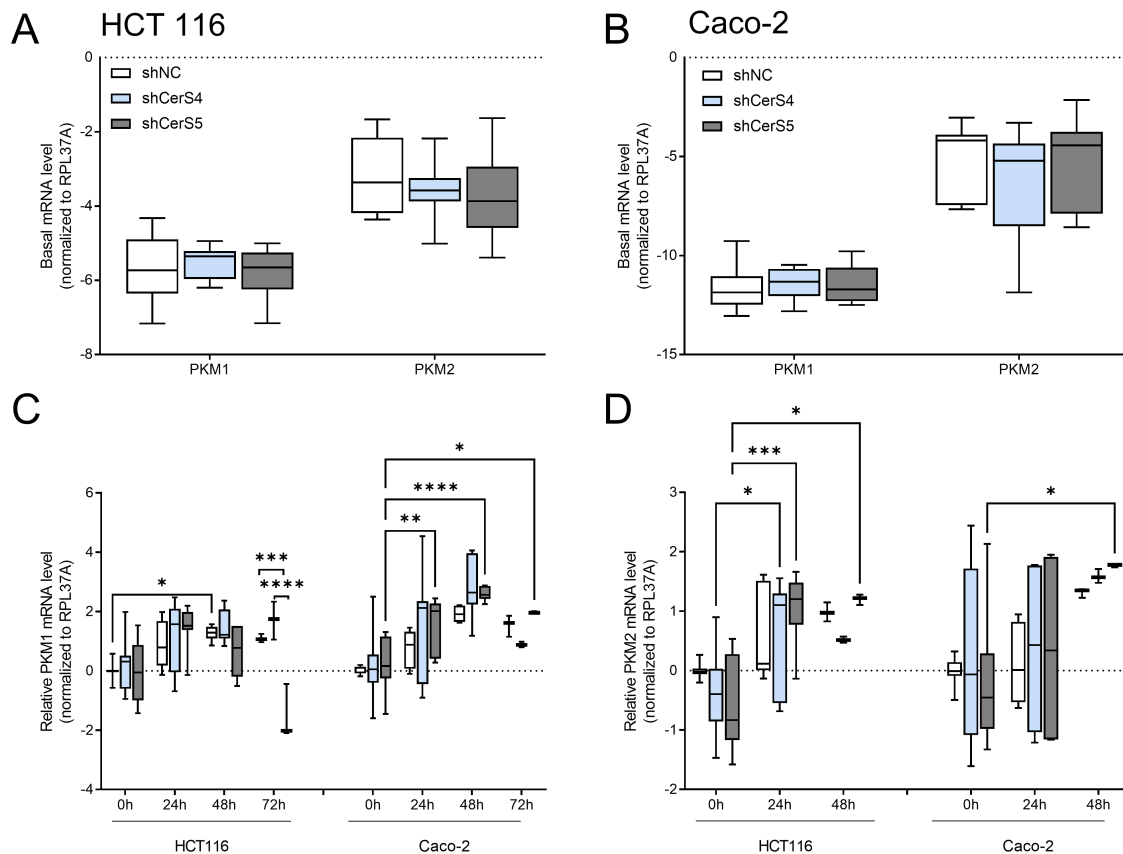 A HCT 116
0
-2
-4
-6
-8
Basal mRNA level
(normalized to RPL37A)
shNC
shCerS4
shCerS5
PKM1 PKM2
B Caco-2
0
-5
-10
-15
Basal mRNA level
(normalized to RPL37A)
shNC
shCerS4
shCerS5
PKM1 PKM2
C
6
4
2
0
-2
-4
Relative PKM1 mRNA level
(normalized to RPL37A)
*
***
****
**
****
*
0h 24h 48h 72h 0h 24h 48h 72h
HCT116 Caco-2
D
3
2
1
0
-1
-2
Relative PKM2 mRNA level
(normalized to RPL37A)
*
***
*
*
0h 24h 48h 0h 24h 48h
HCT116 Caco-2